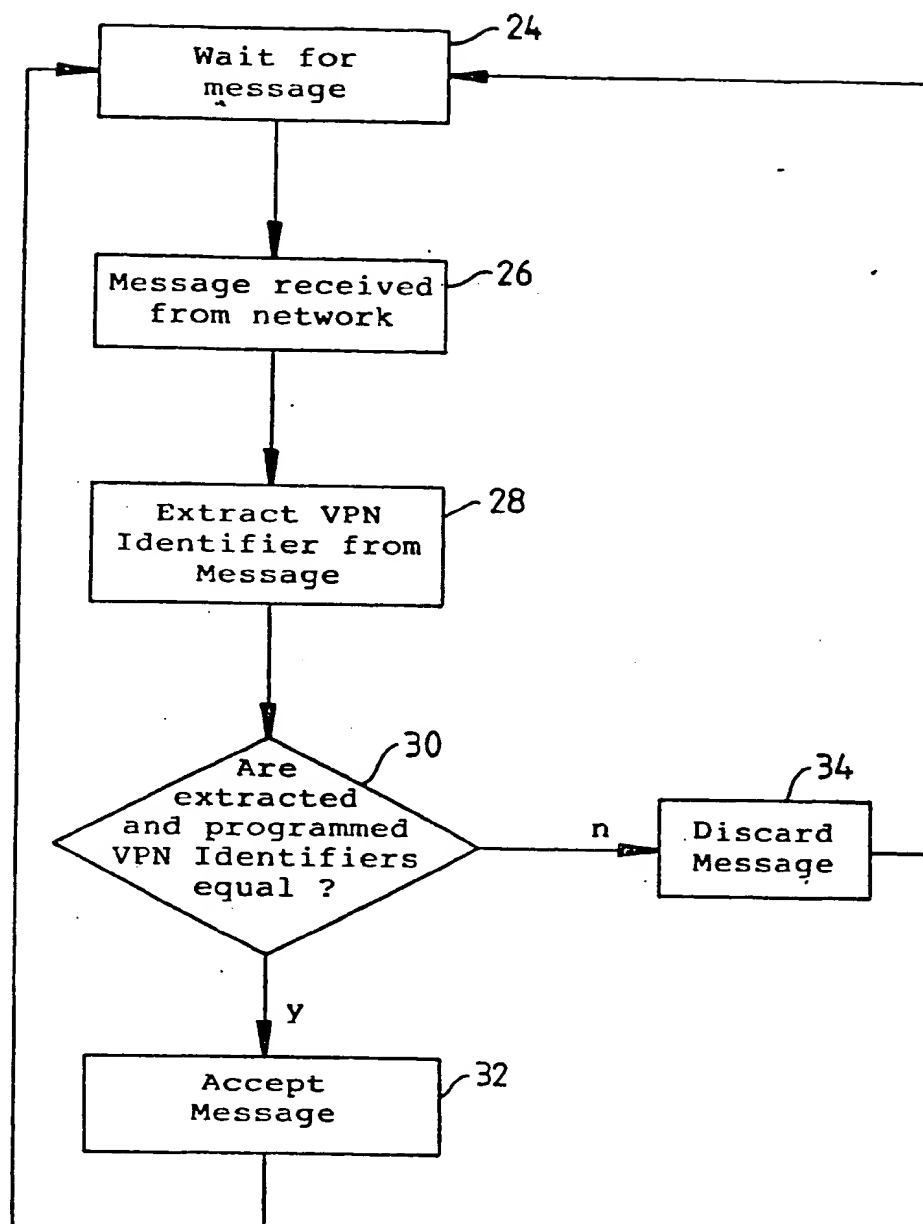 24
Wait for
message
26
Message received
from network
28
Extract VPN
Identifier from
Message
30
Are
extracted
and programmed
VPN Identifiers
equal ?
n
34
Discard
Message
y
32
Accept
Message